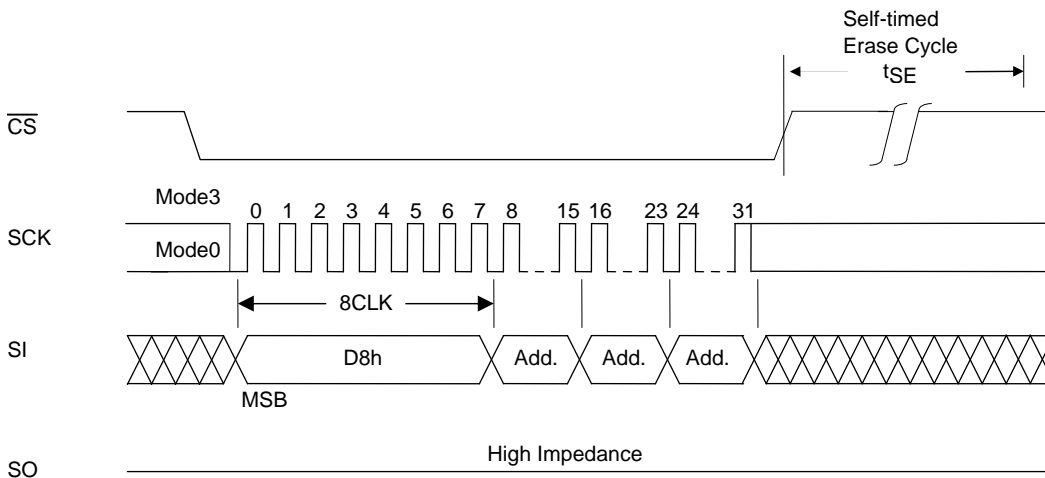 Self-timed
Erase Cycle
tSE
CS
Mode3
0 1 2 3 4 5 6 7 8 15 16 23 24 31
SCK
Mode0
8CLK
SI
D8h Add. Add. Add.
MSB
High Impedance
SO